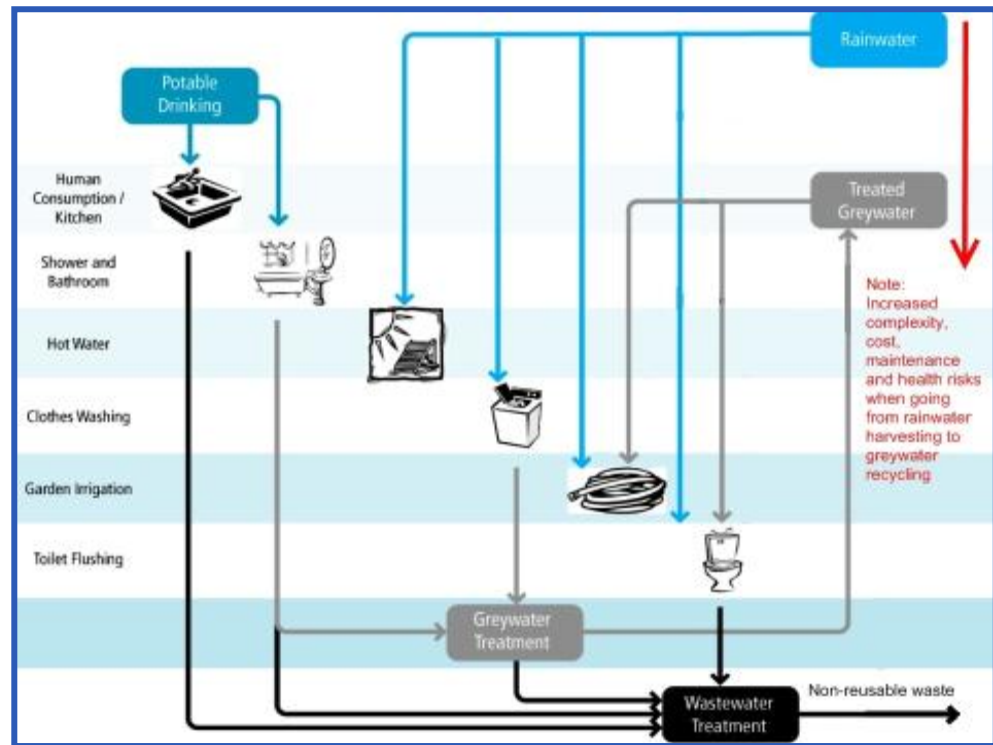 Rainwater
Potable
Drinking
Human
Consumption /
Kitchen
Treated
Greywater
Shower and
Bathroom
Note:
Increased
complexity,
cost,
maintenance
and health risks
when going
from rainwater
harvesting to
greywater
recycling
Hot Water
Clothes Washing
Garden Irrigation
Toilet Flushing
Greywater
Treatment
Wastewater
Treatment
Non-reusable waste